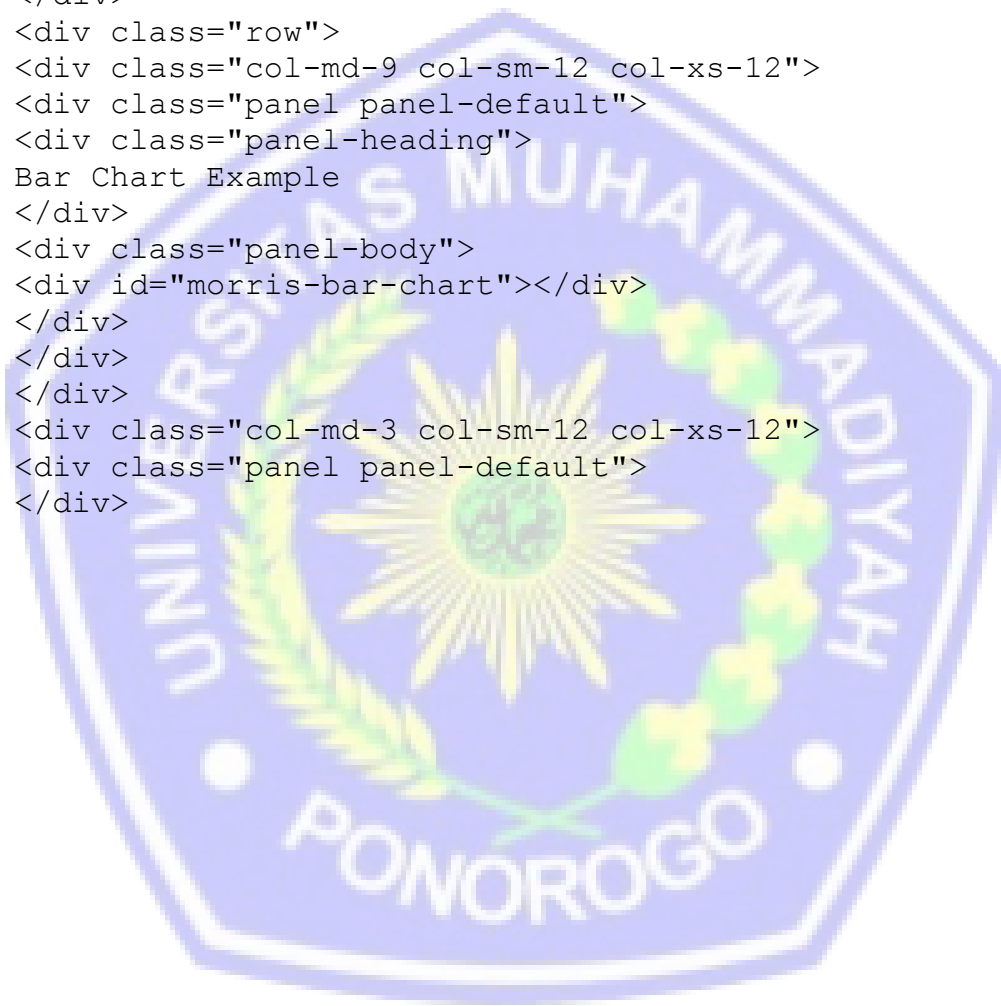 </div>
<div class="row">
<div class="col-md-9 col-sm-12 col-xs-12">
<div class="panel panel-default">
<div class="panel-heading">
Bar Chart Example
</div>
<div class="panel-body">
<div id="morris-bar-chart"></div>
</div>
</div>
</div>
<div class="col-md-3 col-sm-12 col-xs-12">
<div class="panel panel-default">
</div>
UNIVERSITAS MUHAMMADIYAH
PONOROGO